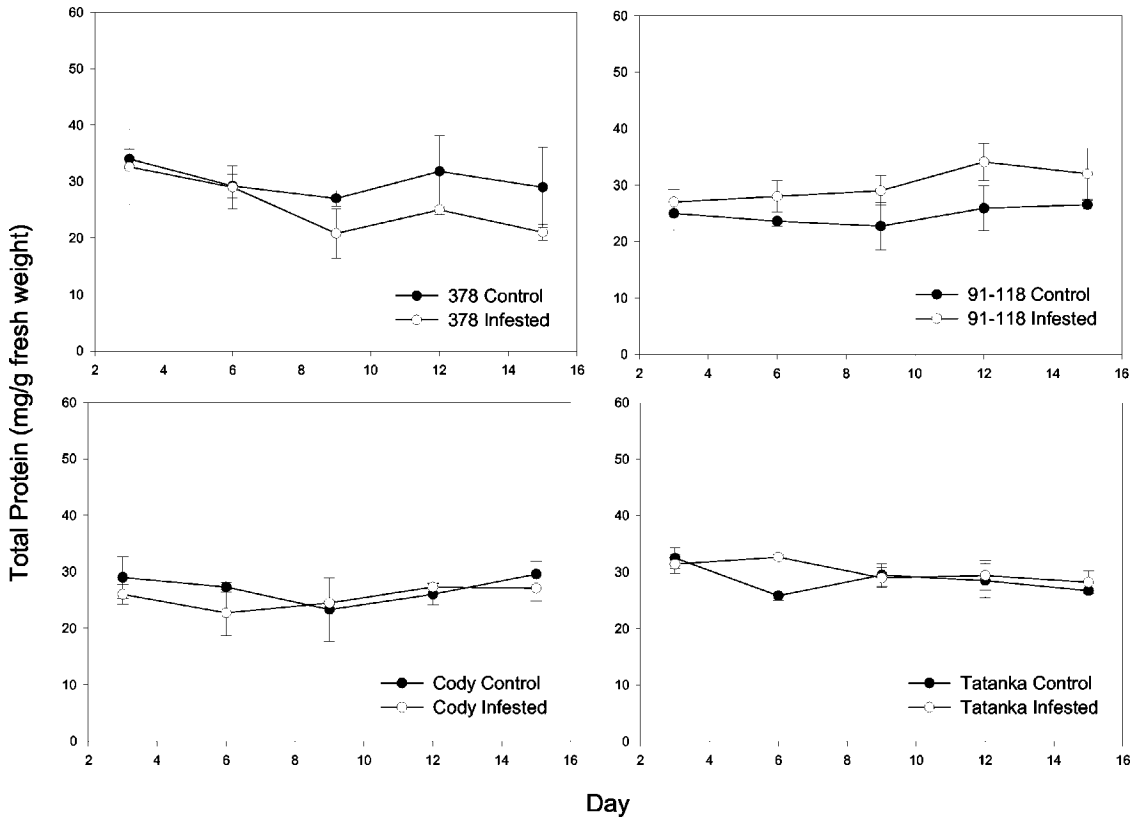 Total Protein (mg/g fresh weight)
60
50
40
30
20
10
0
2 4 6 8 10 12 14 16
378 Control
378 Infested
60
50
40
30
20
10
0
2 4 6 8 10 12 14 16
91-118 Control
91-118 Infested
60
50
40
30
20
10
0
2 4 6 8 10 12 14 16
Cody Control
Cody Infested
60
50
40
30
20
10
0
2 4 6 8 10 12 14 16
Tatanka Control
Tatanka Infested
Day